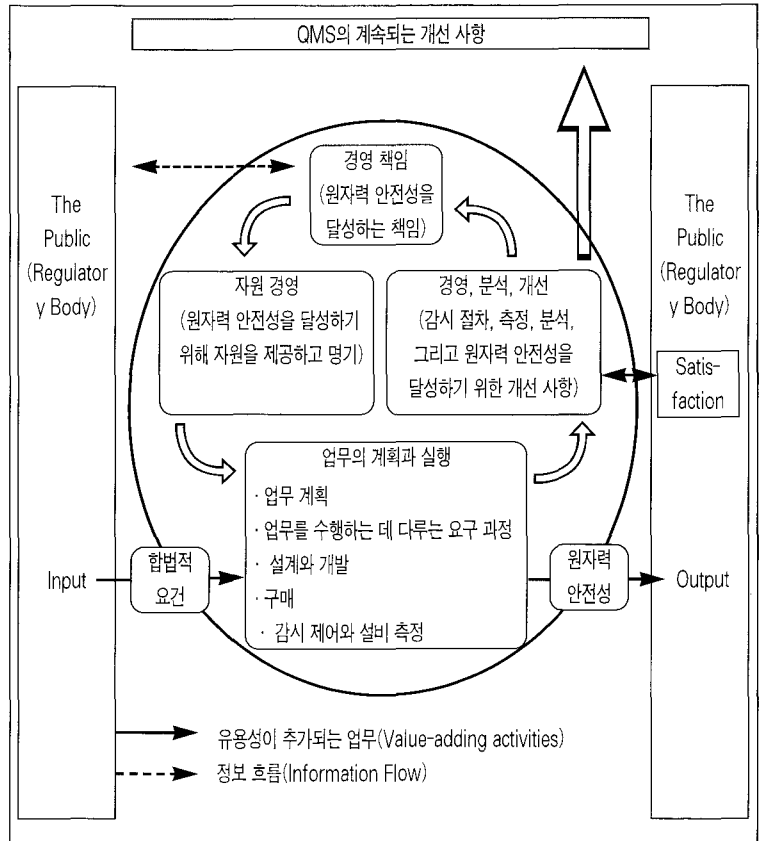 QMS의 계속되는 개선 사항
The
Public
(Regulator
y Body)
경영 책임
(원자력 안전성을
달성하는 책임)
The
Public
(Regulator
y Body)
자원 경영
(원자력 안전성을 달성하기
위해 자원을 제공하고 명기)
경영, 분석, 개선
(감시 절차, 측정, 분석,
그리고 원자력 안전성을
달성하기 위한 개선 사항)
Satis-
faction
업무의 계획과 실행
· 업무 계획
· 업무를 수행하는 데 다루는 요구 과정
· 설계와 개발
· 구매
· 감시 제어와 설비 측정
Input
합법적
요건
원자력
안전성
Output
유용성이 추가되는 업무(Value-adding activities)
정보 흐름(Information Flow)